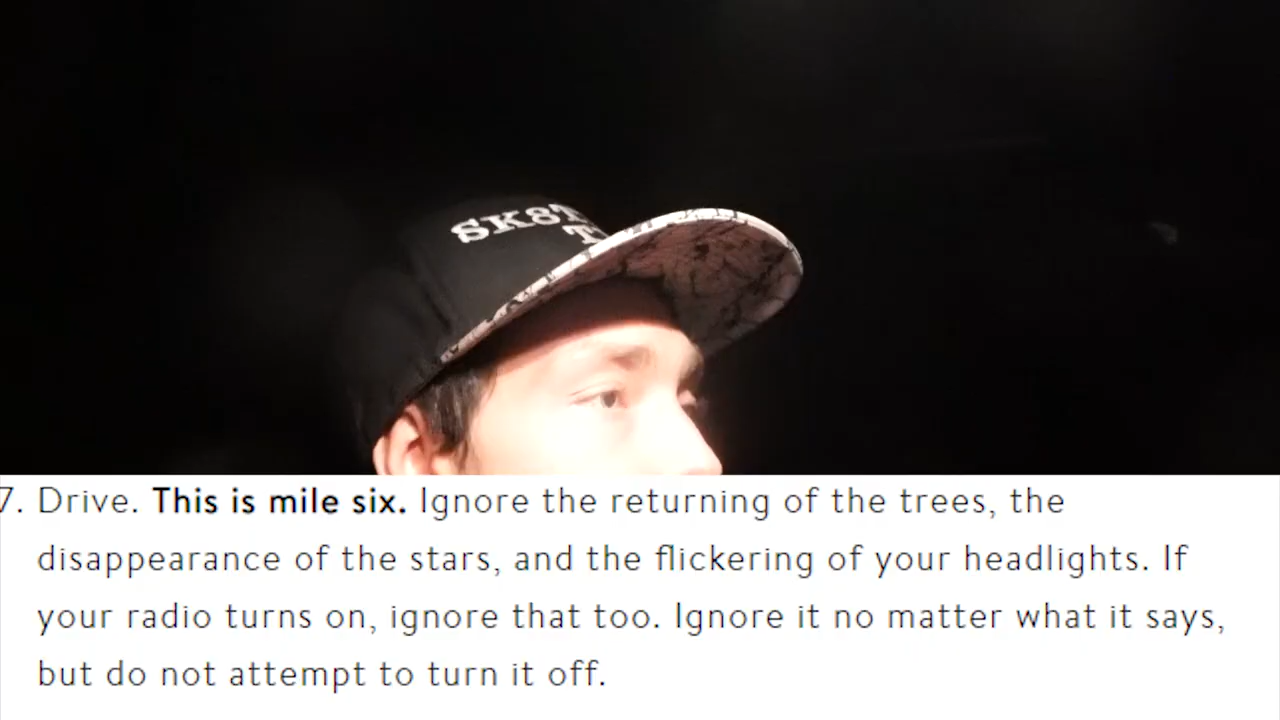 SK8T
T
7. Drive. This is mile six. Ignore the returning of the trees, the
disappearance of the stars, and the flickering of your headlights. If
your radio turns on, ignore that too. Ignore it no matter what it says,
but do not attempt to turn it off.